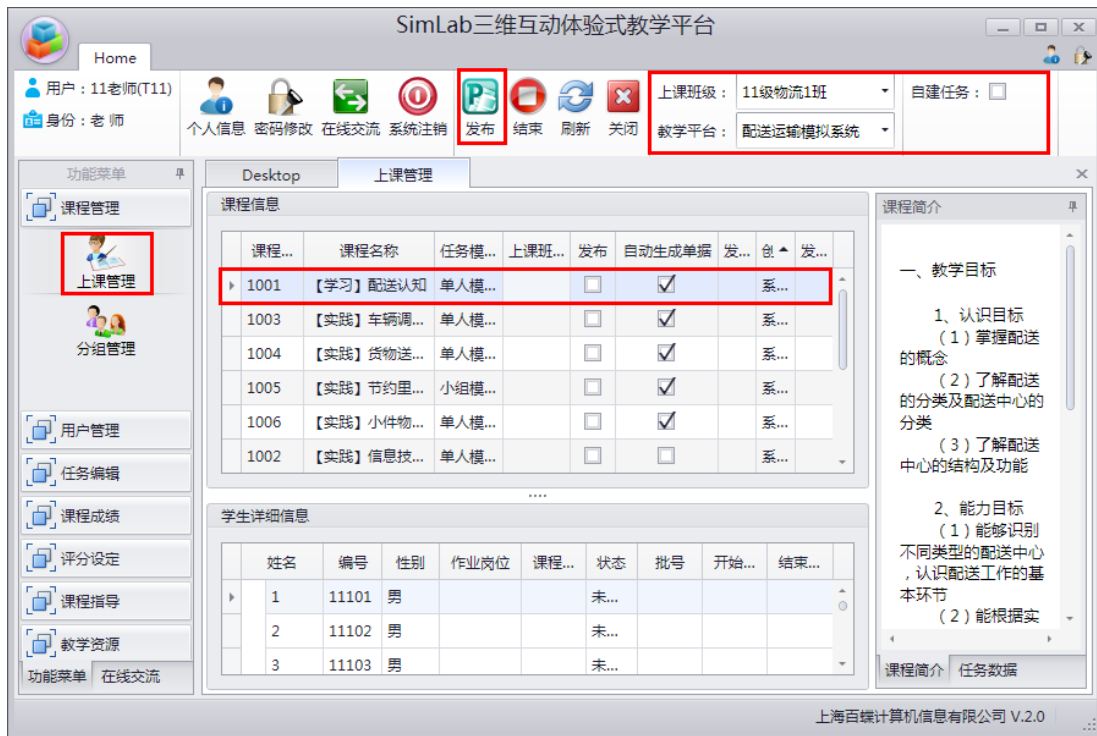 SimLab三维互动体验式教学平台
Home
用户：11老师(T11)
身份：老 师
个人信息 密码修改 在线交流 系统注销 发布 结束 刷新 关闭
上课班级： 11级物流1班 自建任务：
教学平台： 配送运输模拟系统
功能菜单
课程管理
上课管理
分组管理
用户管理
任务编辑
课程成绩
评分设定
课程指导
教学资源
功能菜单 在线交流
Desktop 上课管理
课程信息
课程... 课程名称 任务模... 上课班... 发布 自动生成单据 发... 创 发...
1001 【学习】配送认知 单人模... 系...
1003 【实践】车辆调... 单人模... 系...
1004 【实践】货物送... 单人模... 系...
1005 【实践】节约里... 小组模... 系...
1006 【实践】小件物... 单人模... 系...
1002 【实践】信息技... 单人模... 系...
学生详细信息
姓名 编号 性别 作业岗位 课程... 状态 批号 开始... 结束...
1 11101 男 未...
2 11102 男 未...
3 11103 男 未...
课程简介
一、教学目标
1、认识目标
（1）掌握配送
的概念
（2）了解配送
的分类及配送中心的
分类
（3）了解配送
中心的结构及功能
2、能力目标
（1）能够识别
不同类型的配送中心
，认识配送工作的基
本环节
（2）能根据实
课程简介 任务数据
上海百蝶计算机信息有限公司 V.2.0